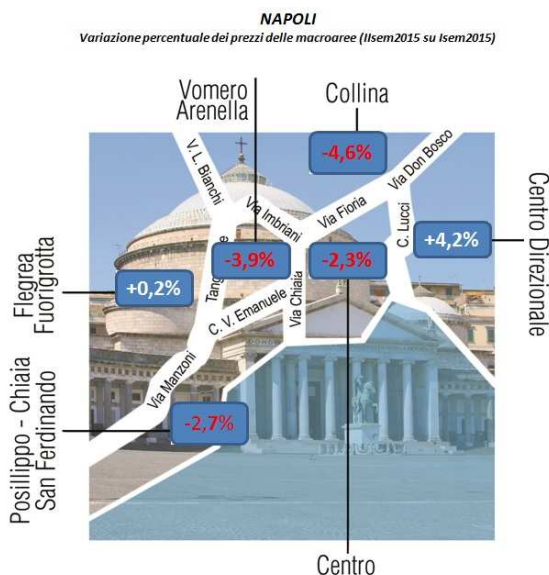 NAPOLI
Variazione percentuale dei prezzi delle macroaree (IIsem2015 su Isem2015)
Vomero
Arenella
Collina
-4,6%
V. L. Bianchi
Via Don Bosco
Via Imbriani
Via Fioria
C. Lucci
Centro Direzionale
+4,2%
-3,9%
-2,3%
Flegrea
Fuorigrotta
+0,2%
C. V. Emanuele
Via Chiaia
Via Manzoni
Posillippo - Chiaia
San Ferdinando
-2,7%
Centro